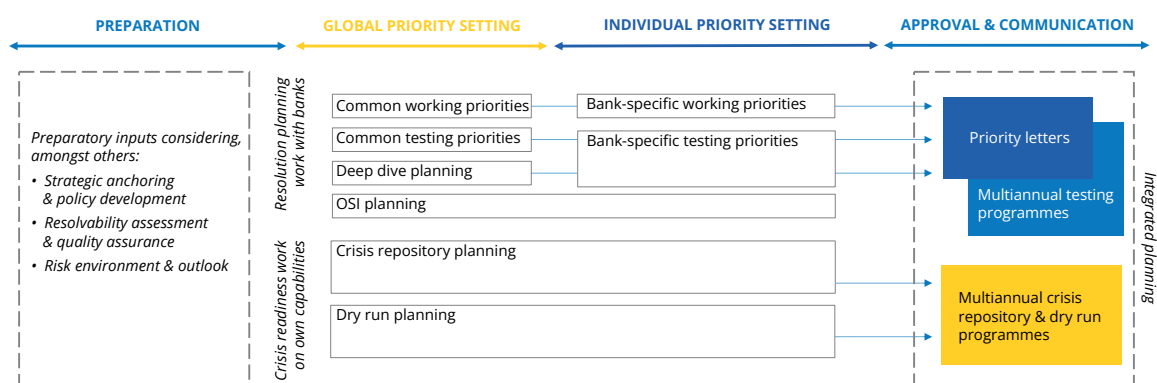 PREPARATION
GLOBAL PRIORITY SETTING
INDIVIDUAL PRIORITY SETTING
APPROVAL & COMMUNICATION
Preparatory inputs considering,
amongst others:
• Strategic anchoring
& policy development
• Resolvability assessment
& quality assurance
• Risk environment & outlook
Resolution planning
work with banks
Common working priorities
Bank-specific working priorities
Common testing priorities
Bank-specific testing priorities
Deep dive planning
OSI planning
Crisis readiness work
on own capabilities
Crisis repository planning
Dry run planning
Priority letters
Multiannual testing
programmes
Multiannual crisis
repository & dry run
programmes
Integrated planning